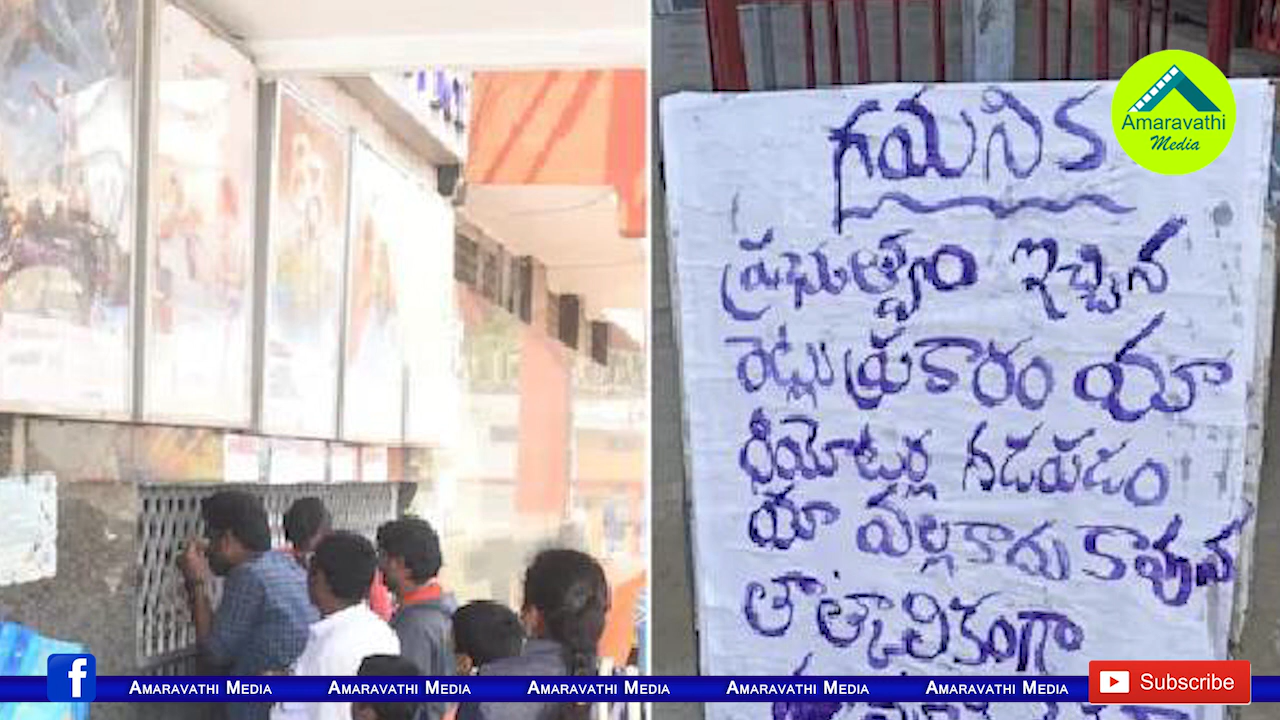 Amaravathi
Media
గమనిక
ప్రభుత్వం ఇచ్చిన
రెట్లు ప్రకారం మా
థీయేటర్ల నడపడం
మా వల్లకాదు కావున
తాత్కాలికంగా
f
AMARAVATHI MEDIA AMARAVATHI MEDIA AMARAVATHI MEDIA AMARAVATHI MEDIA AMARAVATHI MEDIA
Subscribe